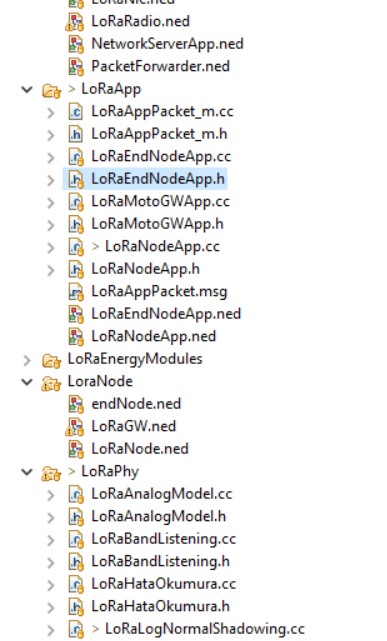 LoRaNic.ned
LoRaRadio.ned
NetworkServerApp.ned
PacketForwarder.ned
> LoRaApp
LoRaAppPacket_m.cc
LoRaAppPacket_m.h
LoRaEndNodeApp.cc
LoRaEndNodeApp.h
LoRaMotoGWApp.cc
LoRaMotoGWApp.h
> LoRaNodeApp.cc
LoRaNodeApp.h
LoRaAppPacket.msg
LoRaEndNodeApp.ned
LoRaNodeApp.ned
LoRaEnergyModules
LoraNode
endNode.ned
LoRaGW.ned
LoRaNode.ned
> LoRaPhy
LoRaAnalogModel.cc
LoRaAnalogModel.h
LoRaBandListening.cc
LoRaBandListening.h
LoRaHataOkumura.cc
LoRaHataOkumura.h
> LoRaLogNormalShadowing.cc